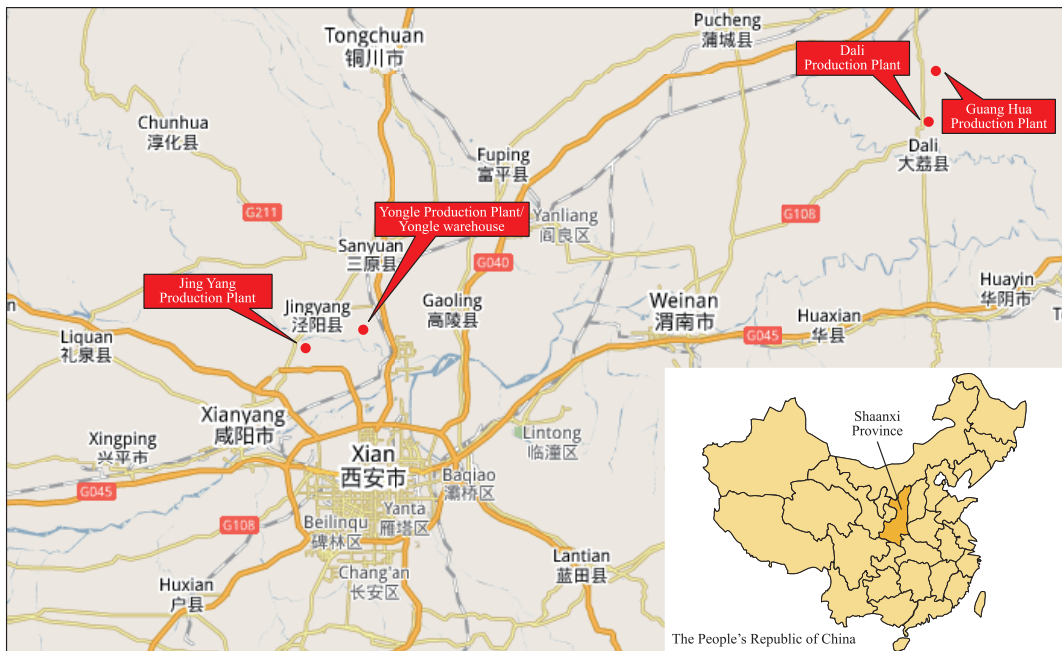 Pucheng
蒲城县
Tongchuan
铜川市
Dali
Production Plant
Guang Hua
Production Plant
Chunhua
淳化县
Dali
大荔县
Fuping
富平县
G211
Yongle Production Plant/
Yongle warehouse
Yanliang
阎良区
G108
Sanyuan
三原县
G040
Jing Yang
Production Plant
Jingyang
泾阳县
Gaoling
高陵县
Weinan
渭南市
Huayin
华阴市
Huaxian
华县
Liquan
礼泉县
G045
Xianyang
咸阳市
Xingping
兴平市
Xian
西安市
Lintong
临潼区
Baqiao
灞桥区
G045
Yanta
雁塔区
G108
Beilinqu
碑林区
Chang'an
长安区
Lantian
蓝田县
Huxian
户县
Shaanxi
Province
The People's Republic of China